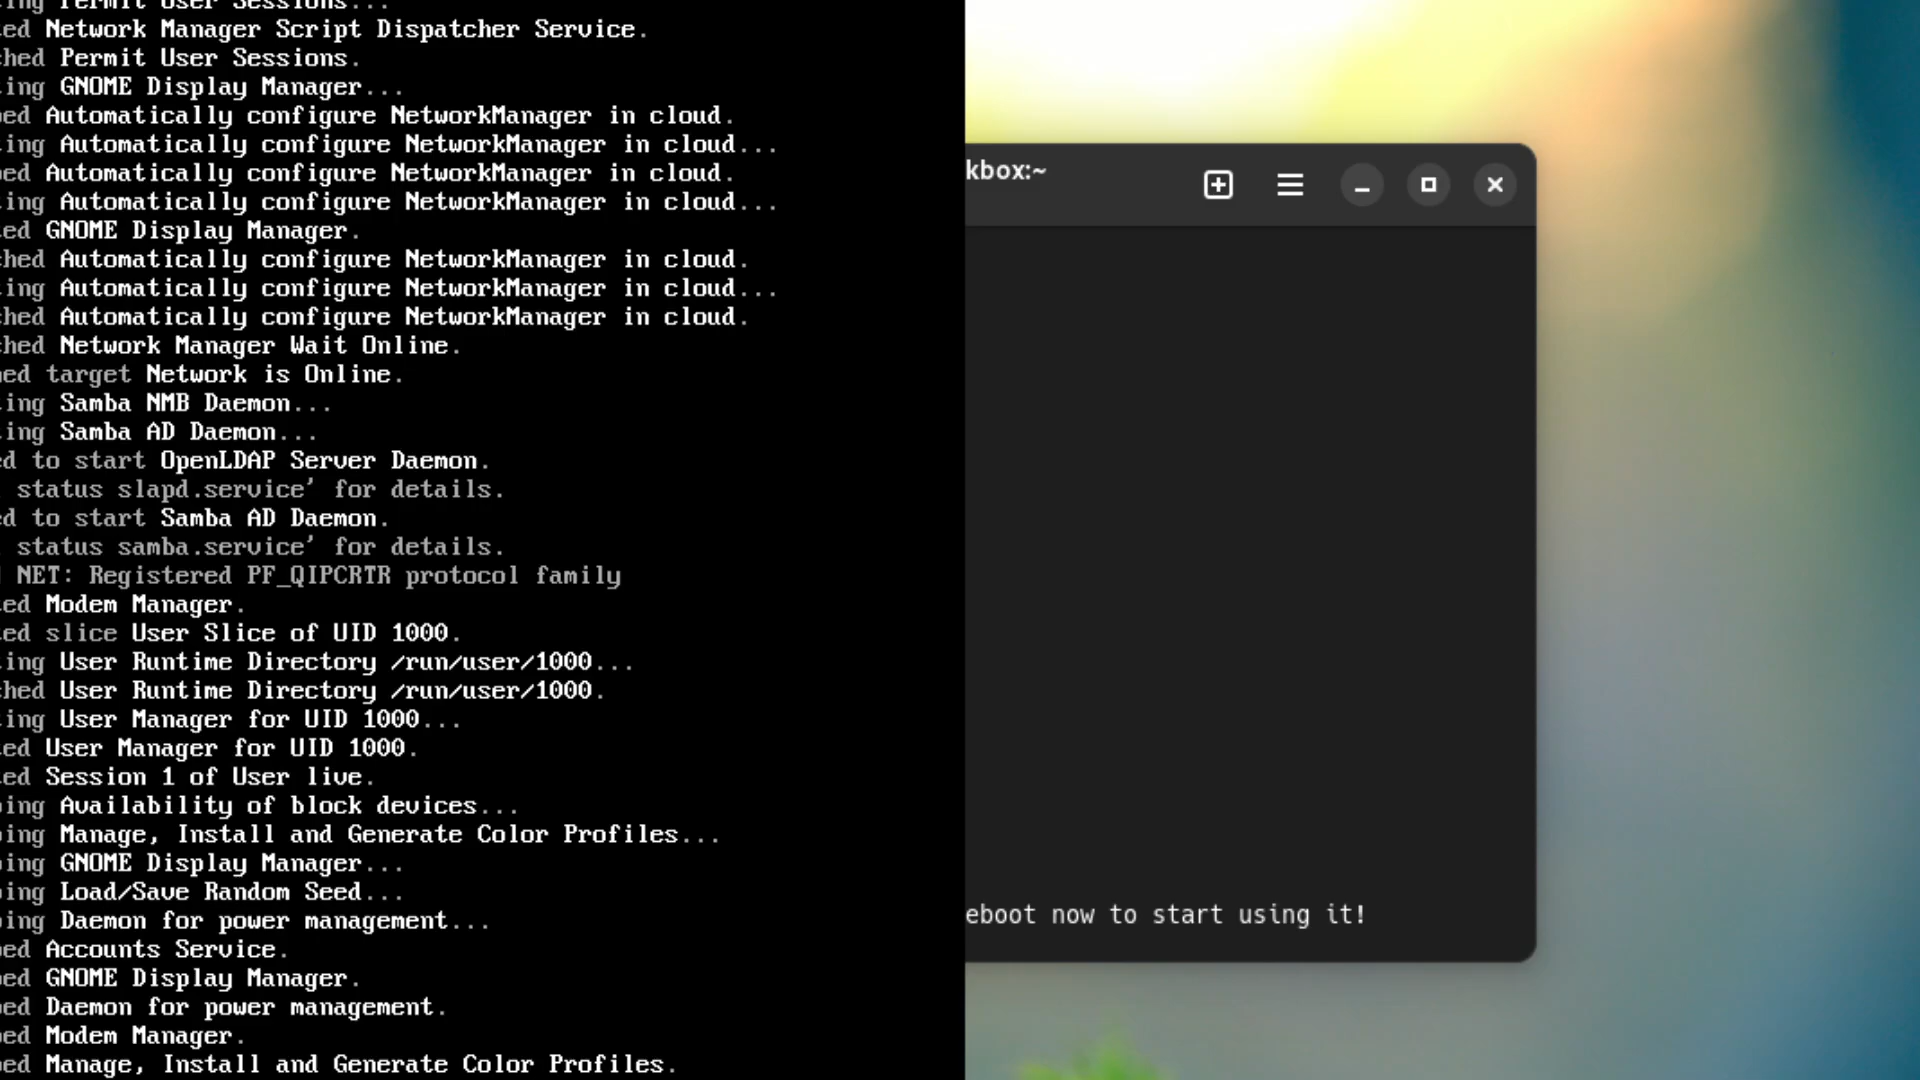 ing Permit User Sessions...
ed Network Manager Script Dispatcher Service.
hed Permit User Sessions.
ing GNOME Display Manager...
ed Automatically configure NetworkManager in cloud.
ing Automatically configure NetworkManager in cloud...
ed Automatically configure NetworkManager in cloud.
ing Automatically configure NetworkManager in cloud...
ed GNOME Display Manager.
hed Automatically configure NetworkManager in cloud.
ing Automatically configure NetworkManager in cloud...
hed Automatically configure NetworkManager in cloud.
hed Network Manager Wait Online.
ed target Network is Online.
ing Samba NMB Daemon...
ing Samba AD Daemon...
d to start OpenLDAP Server Daemon.
status slapd.service' for details.
d to start Samba AD Daemon.
status samba.service' for details.
NET: Registered PF_QIPCRTR protocol family
ed Modem Manager.
ed slice User Slice of UID 1000.
ing User Runtime Directory /run/user/1000...
hed User Runtime Directory /run/user/1000.
ing User Manager for UID 1000...
ed User Manager for UID 1000.
ed Session 1 of User live.
ing Availability of block devices...
ing Manage, Install and Generate Color Profiles...
ing GNOME Display Manager...
ing Load/Save Random Seed...
ing Daemon for power management...
ed Accounts Service.
ed GNOME Display Manager.
ed Daemon for power management.
ed Modem Manager.
ed Manage, Install and Generate Color Profiles.
kbox:~
eboot now to start using it!